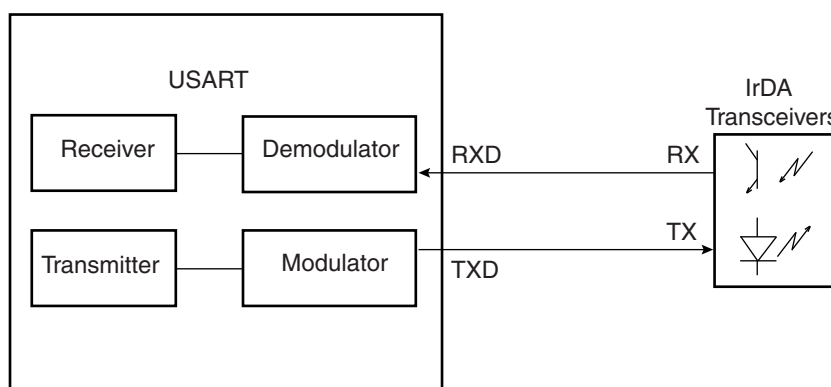 USART
IrDA
Transceivers
Receiver
Demodulator
RXD
RX
Transmitter
Modulator
TXD
TX